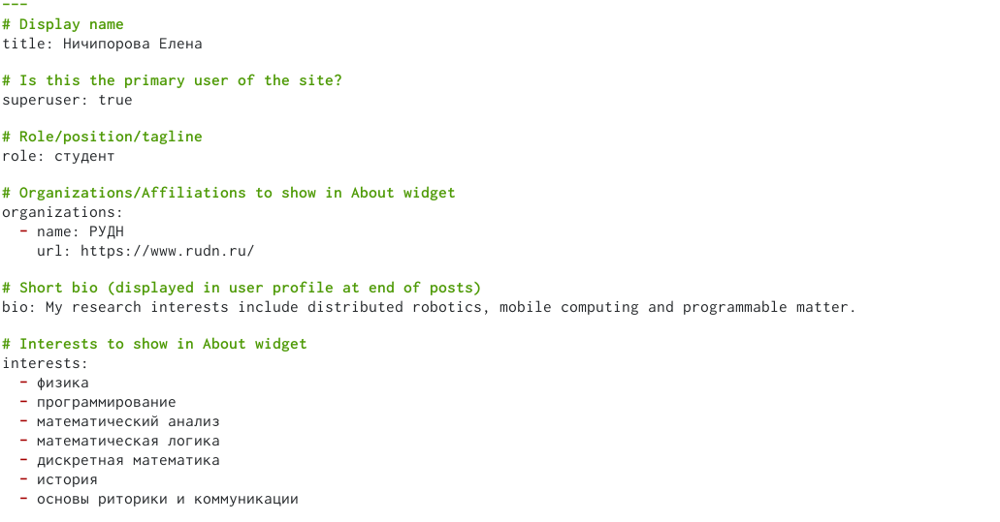 ---
# Display name
title: Ничипорова Елена
# Is this the primary user of the site?
superuser: true
# Role/position/tagline
role: студент
# Organizations/Affiliations to show in About widget
organizations:
  - name: РУДН
    url: https://www.rudn.ru/
# Short bio (displayed in user profile at end of posts)
bio: My research interests include distributed robotics, mobile computing and programmable matter.
# Interests to show in About widget
interests:
  - физика
  - программирование
  - математический анализ
  - математическая логика
  - дискретная математика
  - история
  - основы риторики и коммуникации